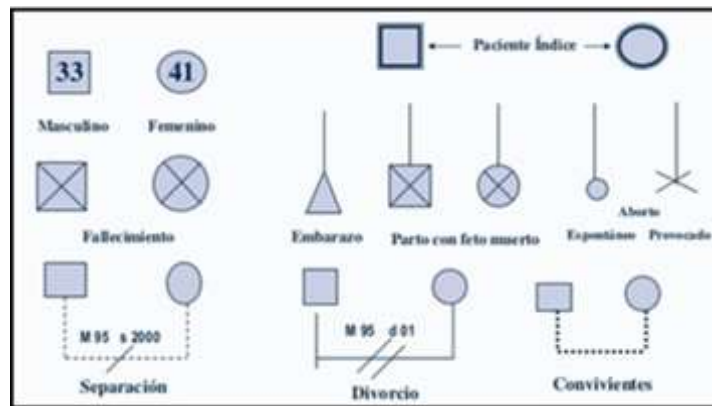 Paciente Índice
33 41
Masculino Femenino
Fallecimiento
Embarazo
Parto con feto muerto
Aborto
Espontáneo Provocado
M 95 s 2000
Separación
M 95 d 01
Divorcio
Convivientes